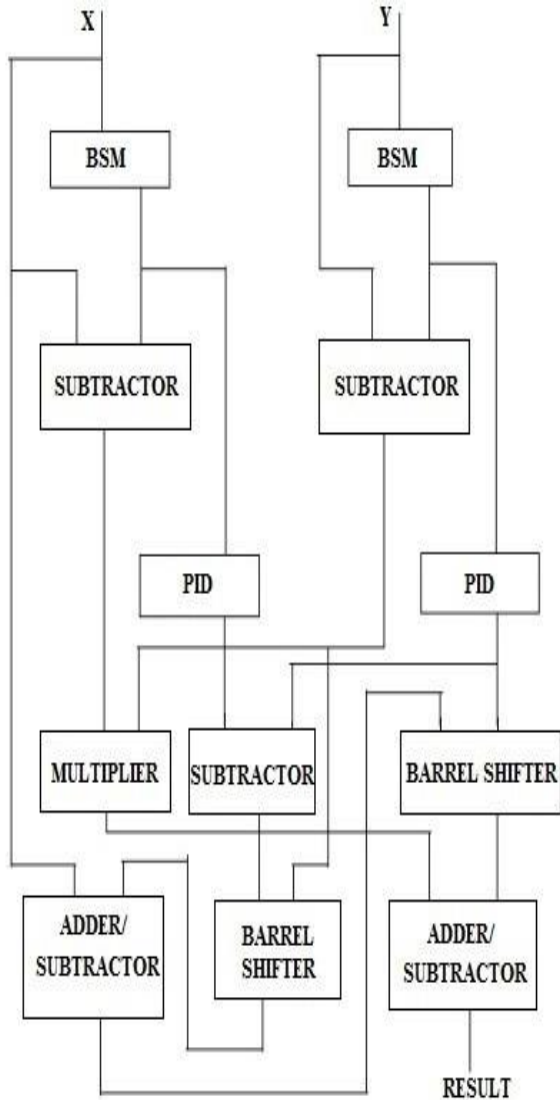 X
Y
BSM
BSM
SUBTRACTOR
SUBTRACTOR
PID
PID
MULTIPLIER
SUBTRACTOR
BARREL SHIFTER
ADDER/
SUBTRACTOR
BARREL
SHIFTER
ADDER/
SUBTRACTOR
RESULT